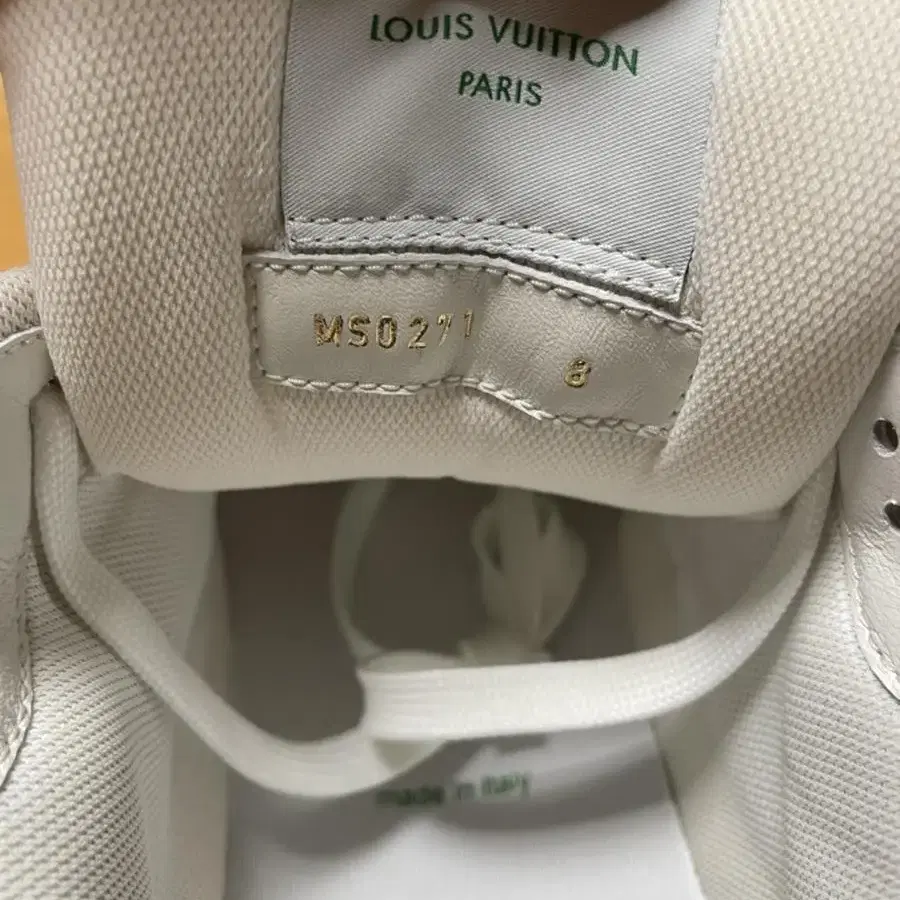 LOUIS VUITTON
PARIS
MS0271
8
made in italy